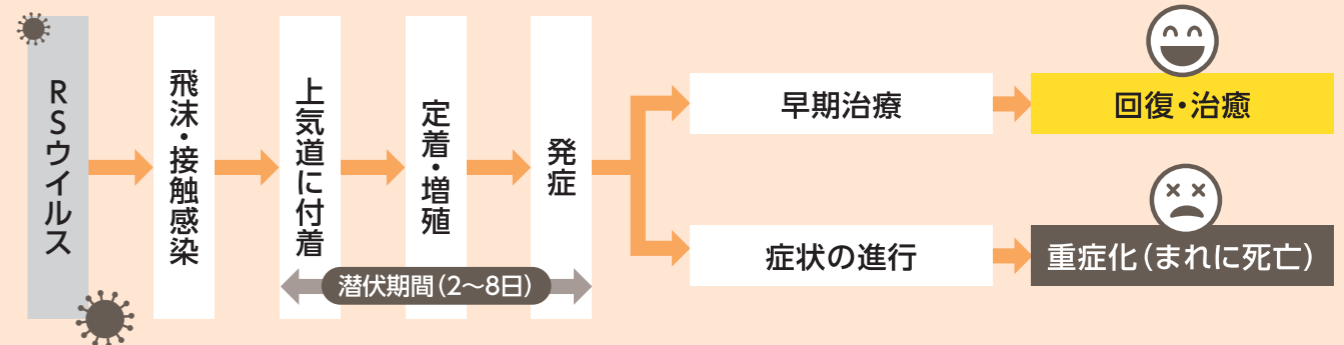 RSウイルス
飛沫・接触感染
上気道に付着
定着・増殖
発症
潜伏期間（2〜8日）
早期治療
回復・治癒
症状の進行
重症化（まれに死亡）